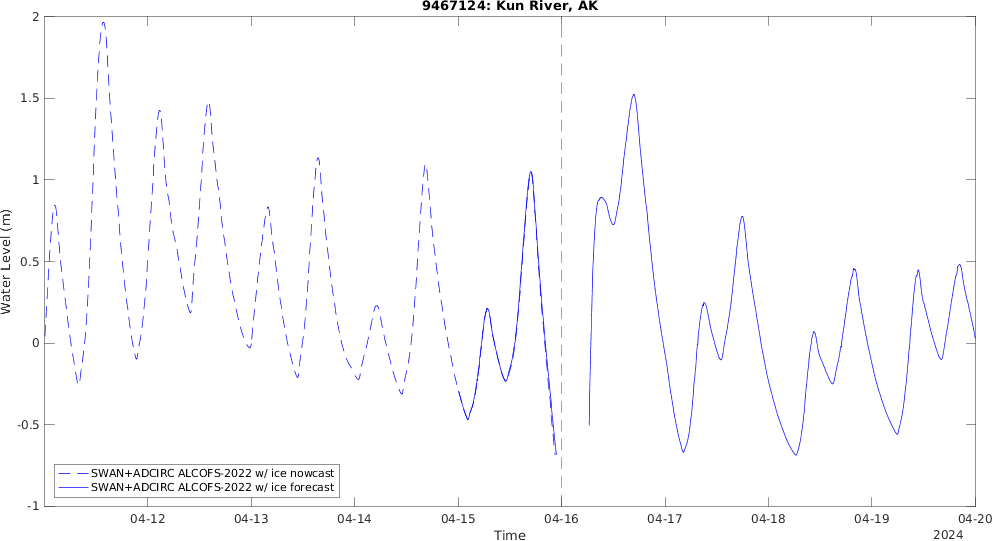 9467124: Kun River, AK
Water Level (m)
2
1.5
1
0.5
0
-0.5
-1
SWAN+ADCIRC ALCOFS-2022 w/ ice nowcast
SWAN+ADCIRC ALCOFS-2022 w/ ice forecast
04-12 04-13 04-14 04-15 04-16 04-17 04-18 04-19 04-20
Time
2024